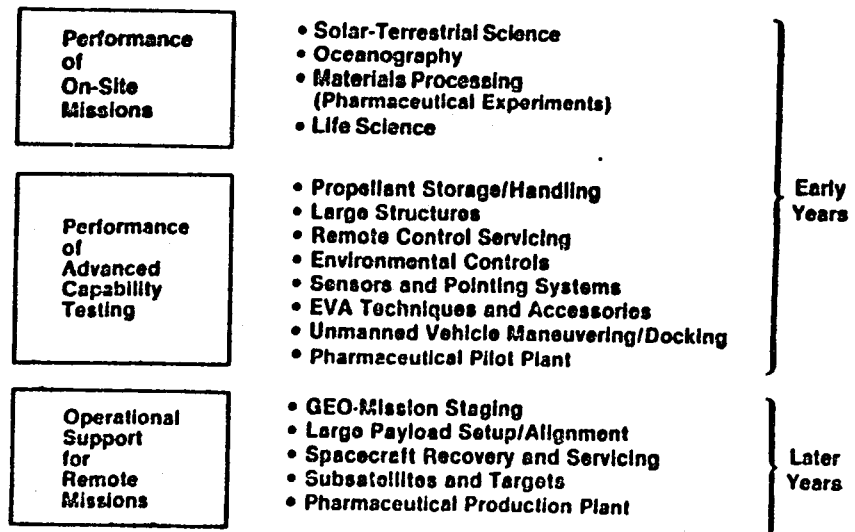 Performance
of
On-Site
Missions
• Solar-Terrestrial Science
• Oceanography
• Materials Processing
(Pharmaceutical Experiments)
• Life Science
Performance
of
Advanced
Capability
Testing
• Propellant Storage/Handling
• Large Structures
• Remote Control Servicing
• Environmental Controls
• Sensors and Pointing Systems
• EVA Techniques and Accessories
• Unmanned Vehicle Maneuvering/Docking
• Pharmaceutical Pilot Plant
Early
Years
Operational
Support
for
Remote
Missions
• GEO-Mission Staging
• Large Payload Setup/Alignment
• Spacecraft Recovery and Servicing
• Subsatellites and Targets
• Pharmaceutical Production Plant
Later
Years